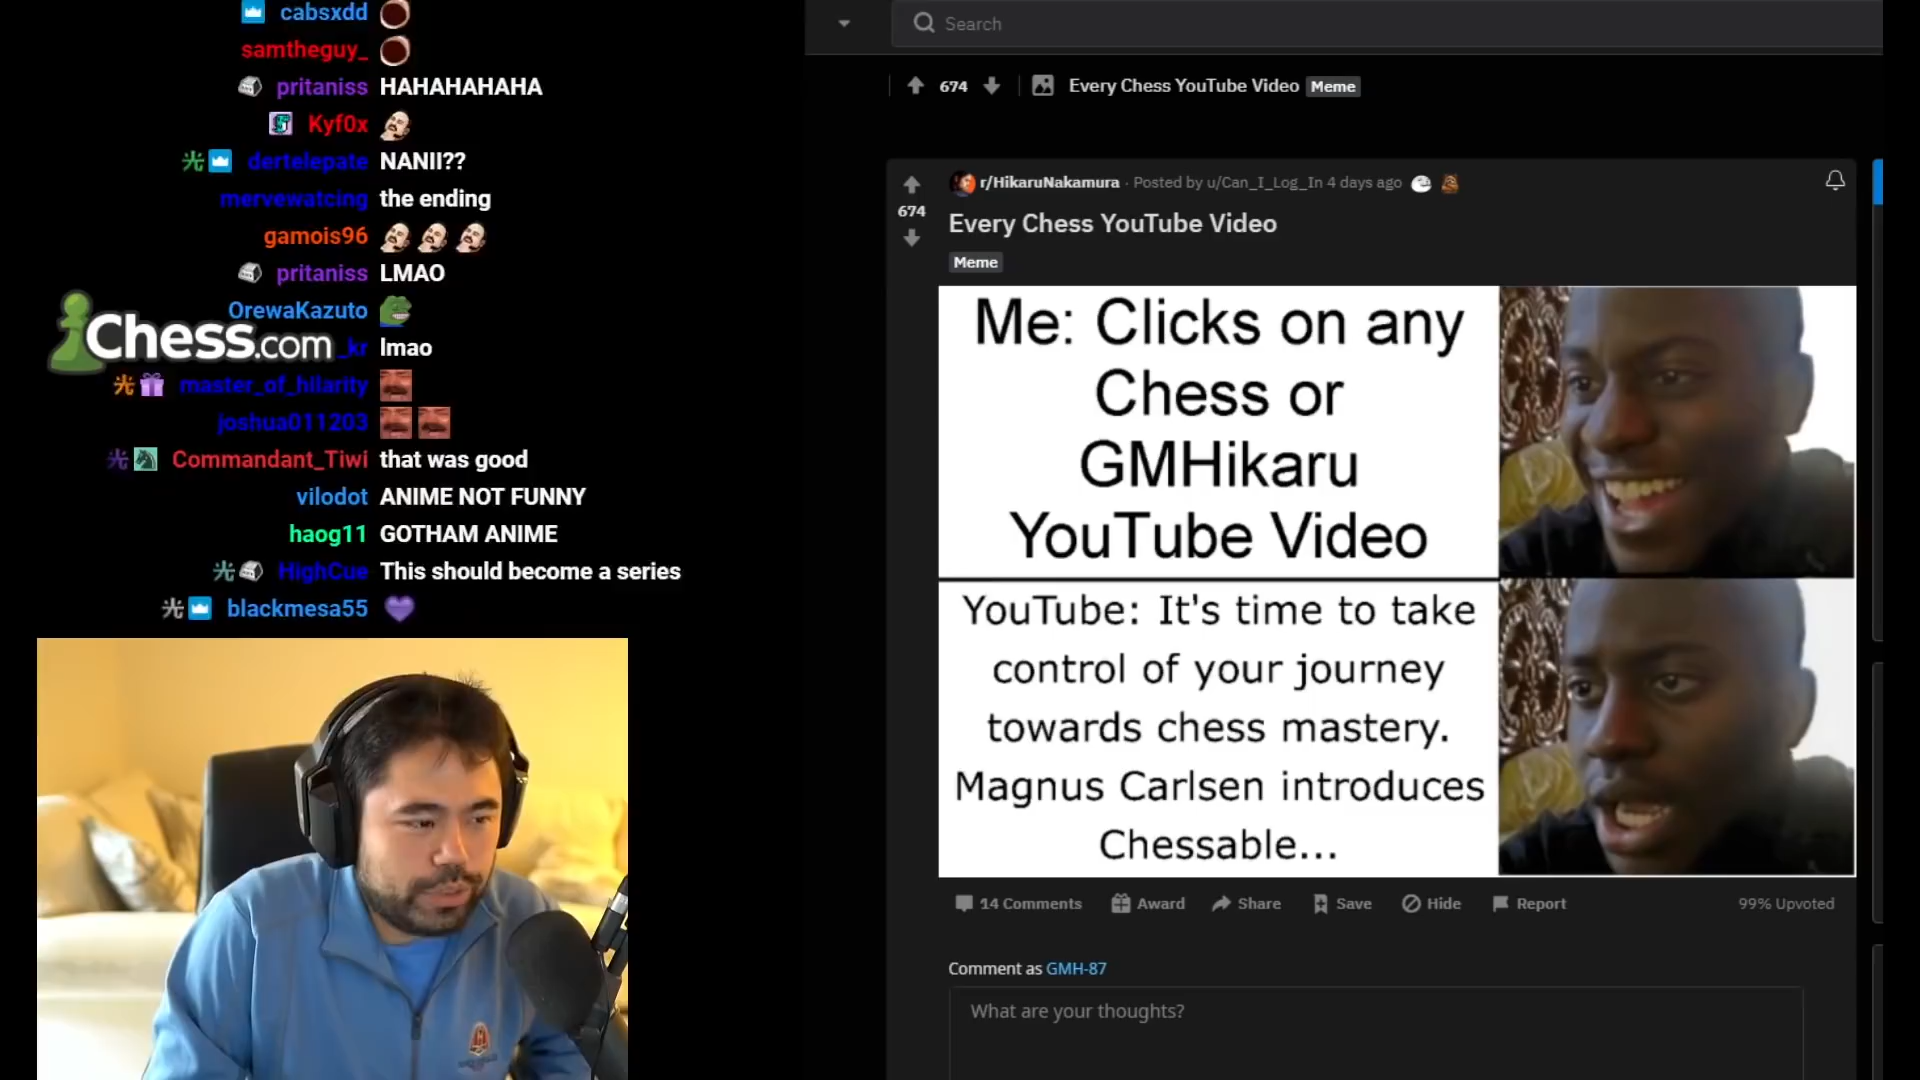 cabsxdd
samtheguy_
pritaniss HAHAHAHAHA
Kyf0x
dertelepate NANII??
mervewatcing the ending
gamois96
pritaniss LMAO
OrewaKazuto
Chess.com
_kr lmao
master_of_hilarity
joshua011203
Commandant_Tiwi that was good
vilodot ANIME NOT FUNNY
haog11 GOTHAM ANIME
HighCue This should become a series
blackmesa55
Search
674 Every Chess YouTube Video Meme
r/HikaruNakamura · Posted by u/Can_I_Log_In 4 days ago
674
Every Chess YouTube Video
Meme
Me: Clicks on any
Chess or
GMHikaru
YouTube Video
YouTube: It's time to take
control of your journey
towards chess mastery.
Magnus Carlsen introduces
Chessable...
14 Comments Award Share Save Hide Report 99% Upvoted
Comment as GMH-87
What are your thoughts?